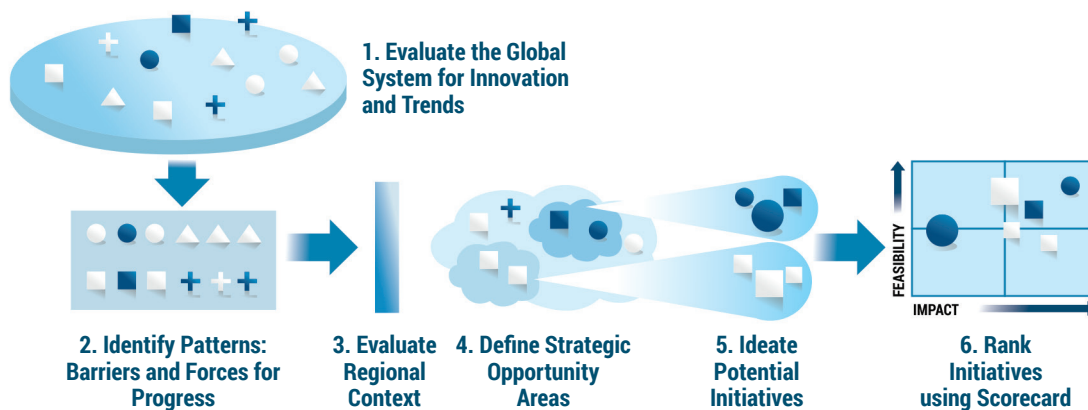 1. Evaluate the Global
System for Innovation
and Trends
2. Identify Patterns:
Barriers and Forces for
Progress
3. Evaluate
Regional
Context
4. Define Strategic
Opportunity
Areas
5. Ideate
Potential
Initiatives
FEASIBILITY
IMPACT
6. Rank
Initiatives
using Scorecard